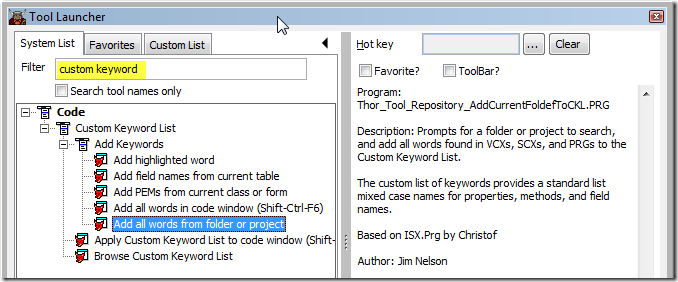 Tool Launcher
System List
Favorites
Custom List
Filter
custom keyword
Search tool names only
Code
Custom Keyword List
Add Keywords
Add highlighted word
Add field names from current table
Add PEMs from current class or form
Add all words in code window (Shift-Ctrl-F6)
Add all words from folder or project
Apply Custom Keyword List to code window (Shift-
Browse Custom Keyword List
Hot key
...
Clear
Favorite?
ToolBar?
Program:
Thor_Tool_Repository_AddCurrentFoldefToCKL.PRG
Description: Prompts for a folder or project to search,
and add all words found in VCXs, SCXs, and PRGs to
the Custom Keyword List.
The custom list of keywords provides a standard list
mixed case names for properties, methods, and field
names.
Based on ISX.Prg by Christof
Author: Jim Nelson